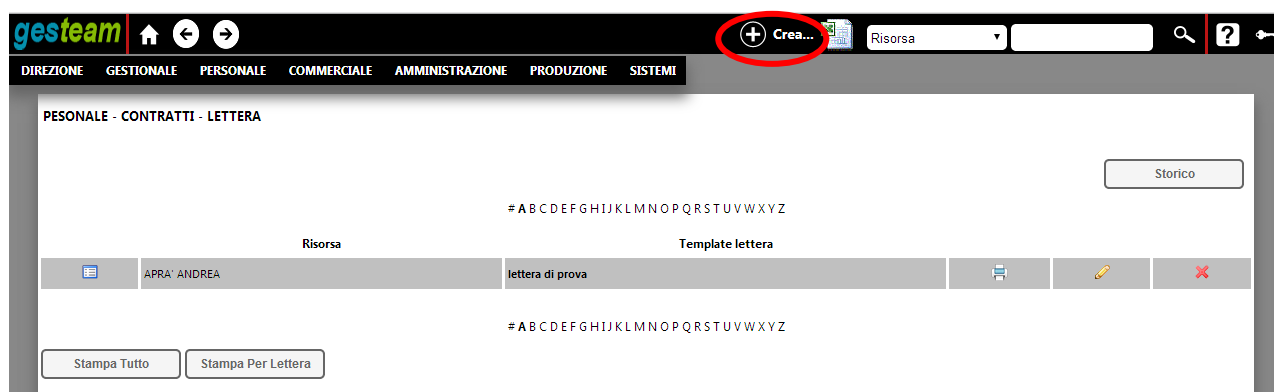 gesteam Crea... Risorsa ?
DIREZIONE GESTIONALE PERSONALE COMMERCIALE AMMINISTRAZIONE PRODUZIONE SISTEMI
PESONALE - CONTRATTI - LETTERA
Storico
# A B C D E F G H I J K L M N O P Q R S T U V W X Y Z
Risorsa Template lettera
APRA' ANDREA lettera di prova
# A B C D E F G H I J K L M N O P Q R S T U V W X Y Z
Stampa Tutto Stampa Per Lettera